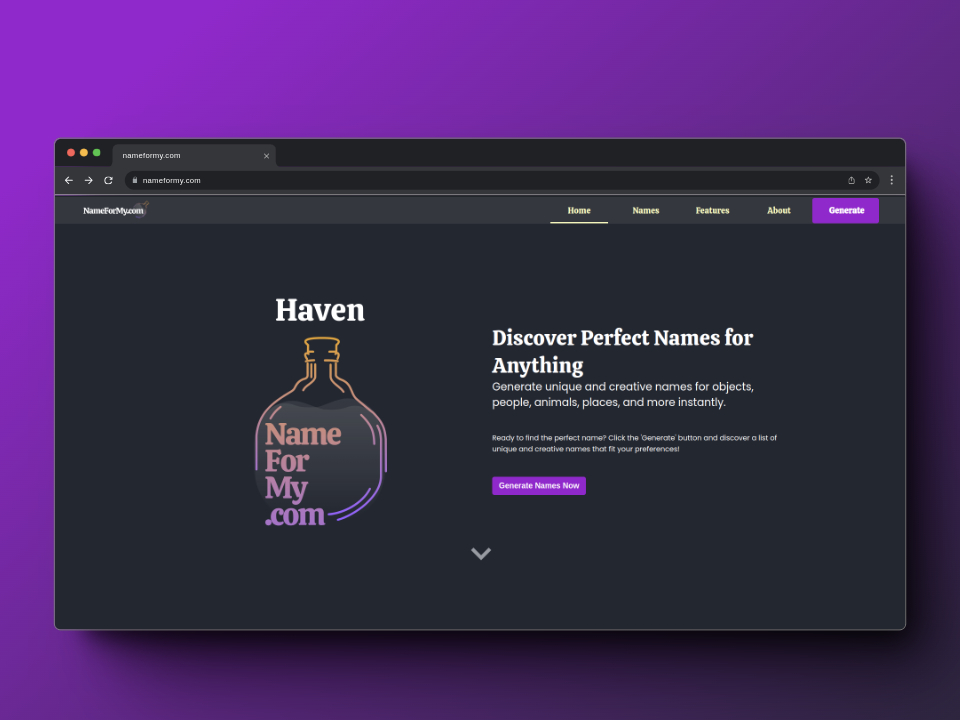 nameformy.com
nameformy.com
NameForMy.com
Home
Names
Features
About
Generate
Haven
Name
For
My
.com
Discover Perfect Names for
Anything
Generate unique and creative names for objects,
people, animals, places, and more instantly.
Ready to find the perfect name? Click the 'Generate' button and discover a list of
unique and creative names that fit your preferences!
Generate Names Now